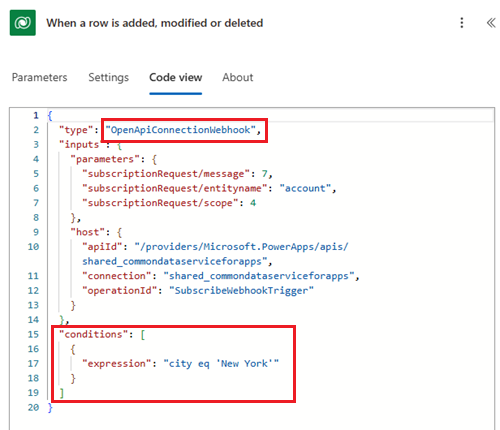 When a row is added, modified or deleted
Parameters Settings Code view About
1 {
2 "type": "OpenApiConnectionWebhook",
3 "inputs": {
4 "parameters": {
5 "subscriptionRequest/message": 7,
6 "subscriptionRequest/entityname": "account",
7 "subscriptionRequest/scope": 4
8 },
9 "host": {
10 "apiId": "/providers/Microsoft.PowerApps/apis/
shared_commondataserviceforapps",
11 "connection": "shared_commondataserviceforapps",
12 "operationId": "SubscribeWebhookTrigger"
13 }
14 },
15 "conditions": [
16 {
17 "expression": "city eq 'New York'"
18 }
19 ]
20 }